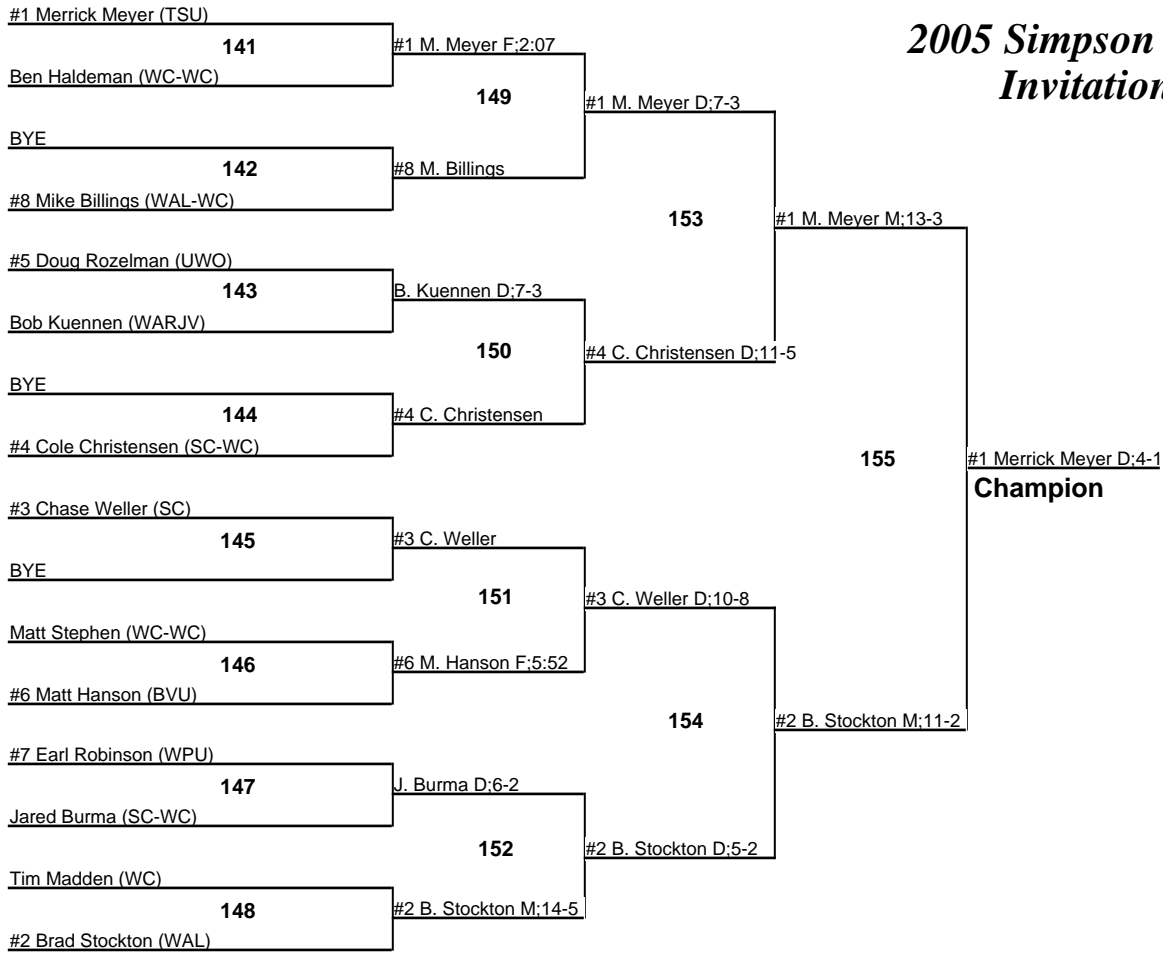 2005 Simpson
Invitation
#1 Merrick Meyer (TSU)
141
Ben Haldeman (WC-WC)
BYE
142
#8 Mike Billings (WAL-WC)
#5 Doug Rozelman (UWO)
143
Bob Kuennen (WARJV)
BYE
144
#4 Cole Christensen (SC-WC)
#3 Chase Weller (SC)
145
BYE
Matt Stephen (WC-WC)
146
#6 Matt Hanson (BVU)
#7 Earl Robinson (WPU)
147
Jared Burma (SC-WC)
Tim Madden (WC)
148
#2 Brad Stockton (WAL)
#1 M. Meyer F;2:07
149
#8 M. Billings
B. Kuennen D;7-3
150
#4 C. Christensen
#3 C. Weller
151
#6 M. Hanson F;5:52
J. Burma D;6-2
152
#2 B. Stockton M;14-5
#1 M. Meyer D;7-3
153
#4 C. Christensen D;11-5
#3 C. Weller D;10-8
154
#2 B. Stockton D;5-2
#1 M. Meyer M;13-3
155
#2 B. Stockton M;11-2
#1 Merrick Meyer D;4-1
Champion